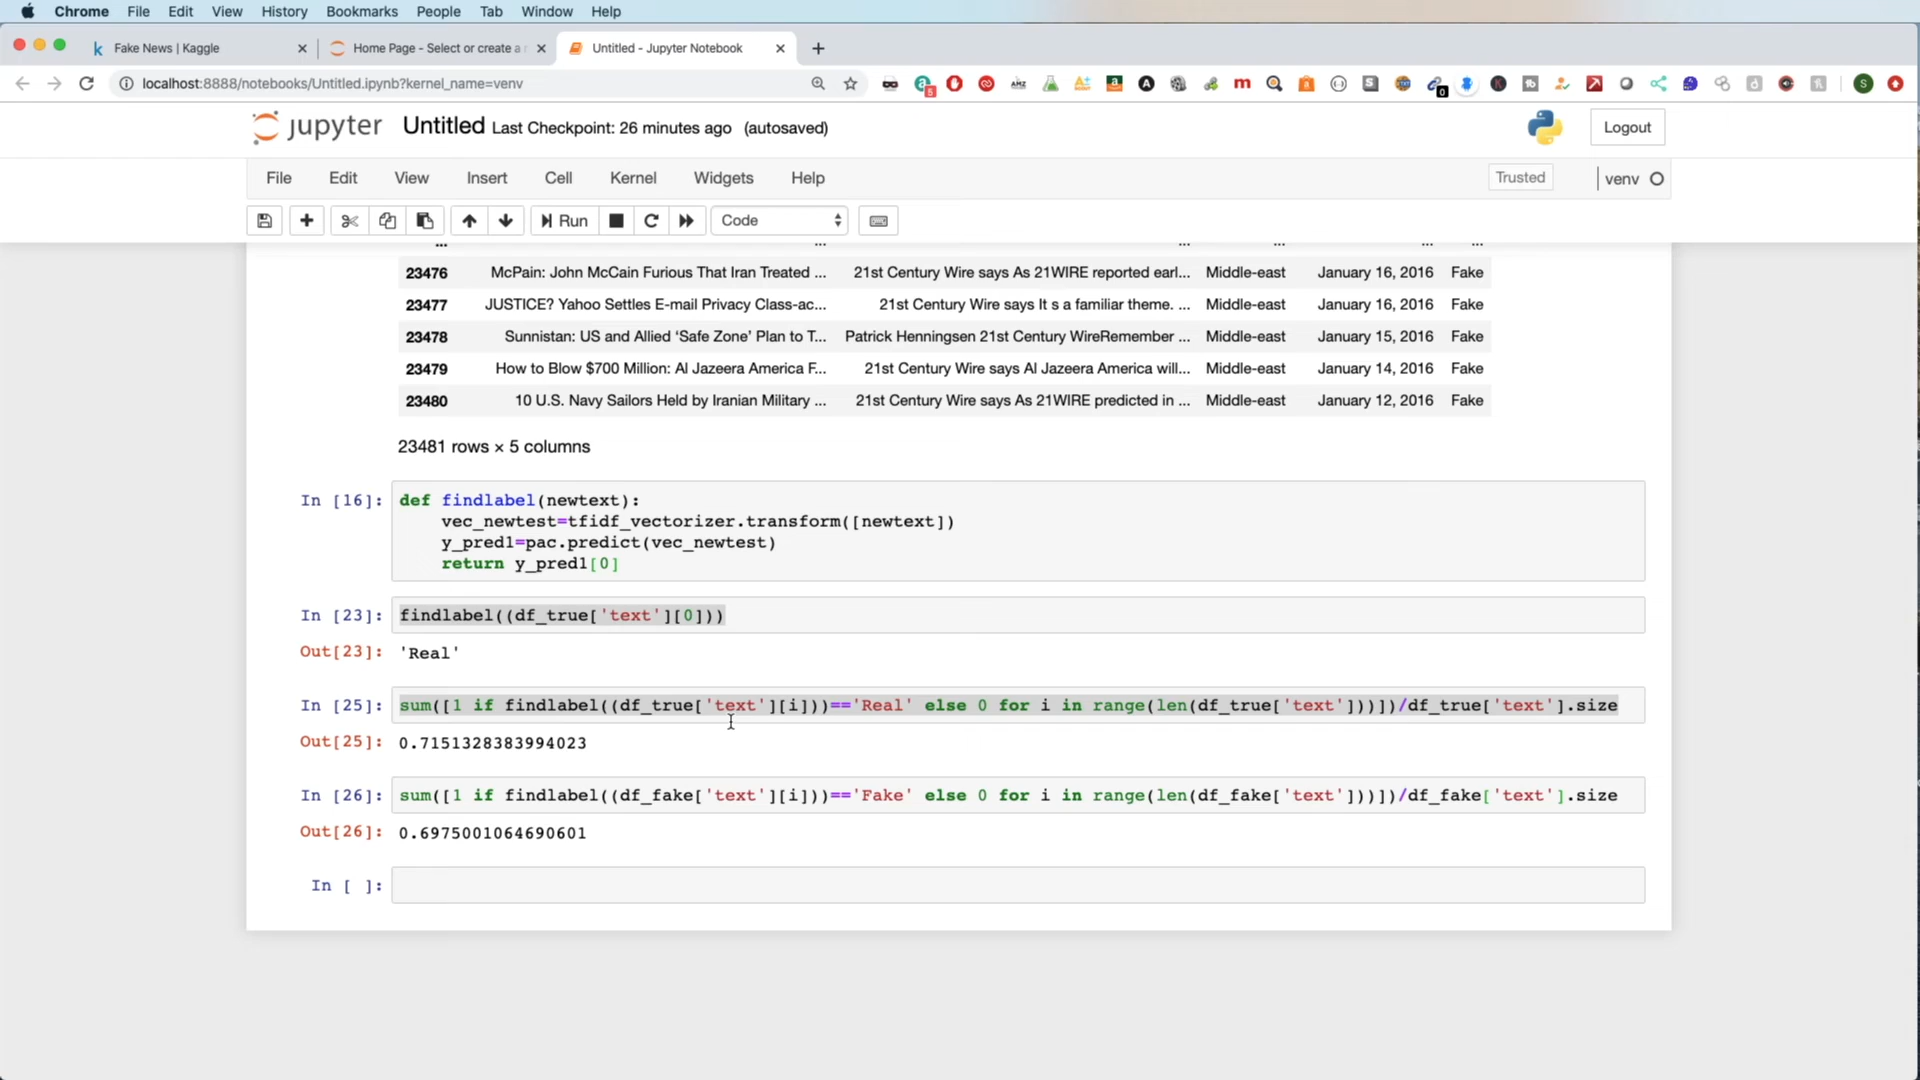 Chrome File Edit View History Bookmarks People Tab Window Help
Fake News | Kaggle
Home Page - Select or create a
Untitled - Jupyter Notebook
localhost:8888/notebooks/Untitled.ipynb?kernel_name=venv
jupyter Untitled Last Checkpoint: 26 minutes ago (autosaved)
Logout
File Edit View Insert Cell Kernel Widgets Help
Trusted
venv
Run
Code
... ... ... ... ... ...
23476 McPain: John McCain Furious That Iran Treated ... 21st Century Wire says As 21WIRE reported earl... Middle-east January 16, 2016 Fake
23477 JUSTICE? Yahoo Settles E-mail Privacy Class-ac... 21st Century Wire says It s a familiar theme. ... Middle-east January 16, 2016 Fake
23478 Sunnistan: US and Allied ‘Safe Zone’ Plan to T... Patrick Henningsen 21st Century WireRemember ... Middle-east January 15, 2016 Fake
23479 How to Blow $700 Million: Al Jazeera America F... 21st Century Wire says Al Jazeera America will... Middle-east January 14, 2016 Fake
23480 10 U.S. Navy Sailors Held by Iranian Military ... 21st Century Wire says As 21WIRE predicted in ... Middle-east January 12, 2016 Fake
23481 rows × 5 columns
In [16]: def findlabel(newtext):
vec_newtest=tfidf_vectorizer.transform([newtext])
y_pred1=pac.predict(vec_newtest)
return y_pred1[0]
In [23]: findlabel((df_true['text'][0]))
Out[23]: 'Real'
In [25]: sum([1 if findlabel((df_true['text'][i]))=='Real' else 0 for i in range(len(df_true['text']))])/df_true['text'].size
Out[25]: 0.7151328383994023
In [26]: sum([1 if findlabel((df_fake['text'][i]))=='Fake' else 0 for i in range(len(df_fake['text']))])/df_fake['text'].size
Out[26]: 0.6975001064690601
In [ ]: